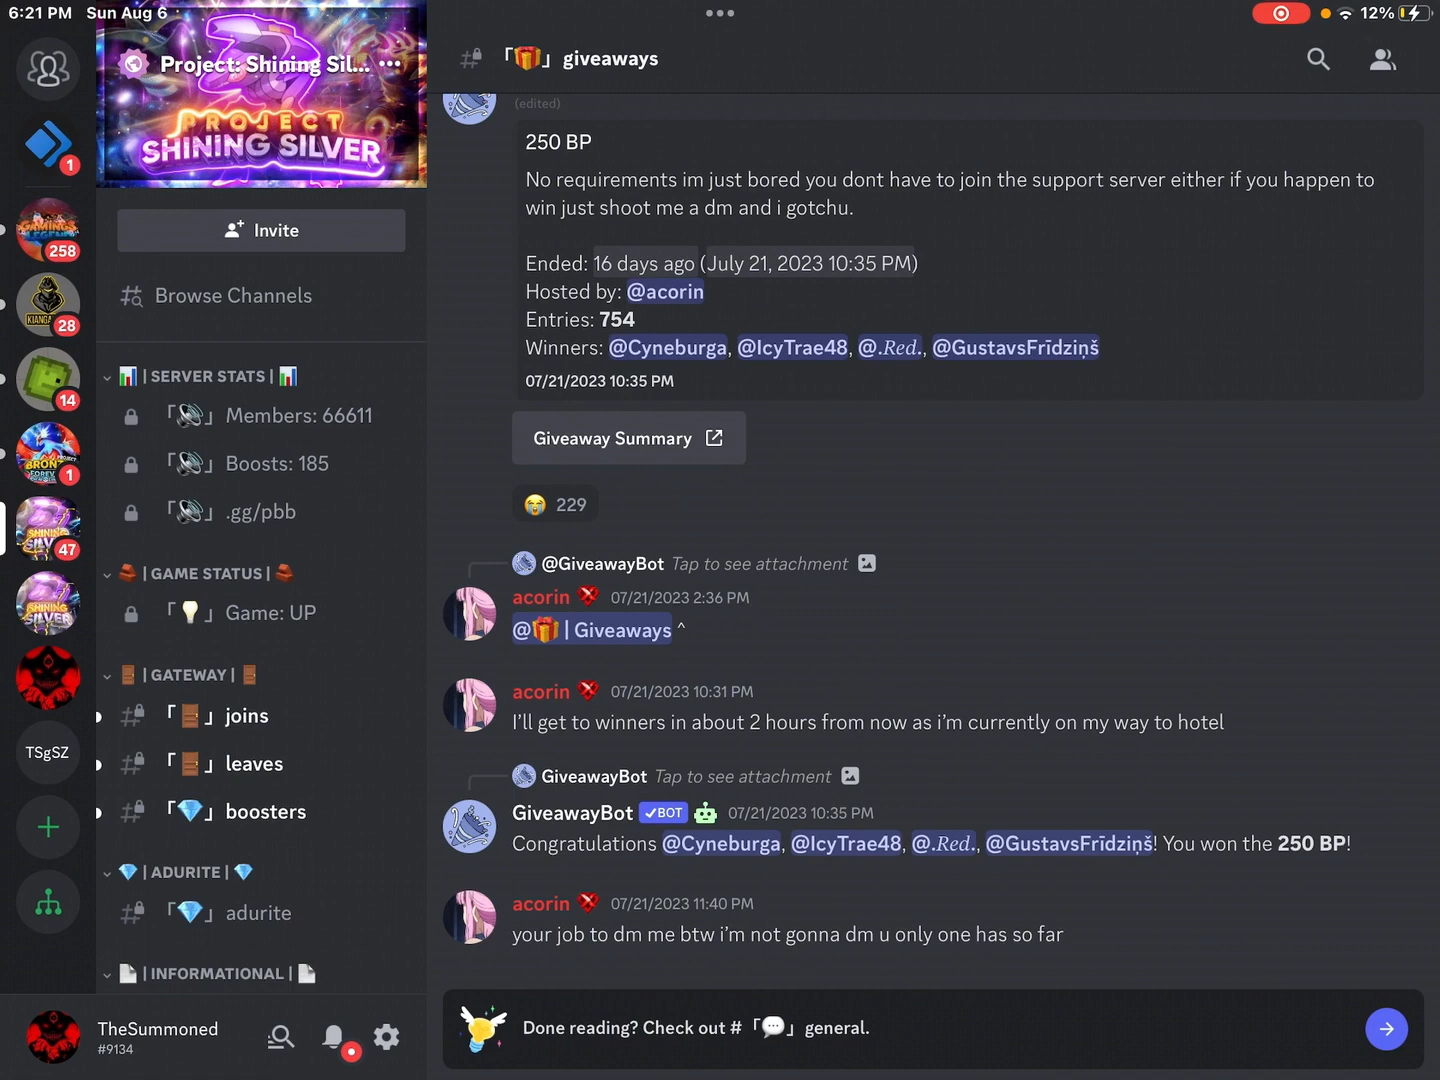 6:21 PM Sun Aug 6
12%
Project: Shining Sil...
PROJECT
SHINING SILVER
Invite
Browse Channels
| SERVER STATS |
「🔊」 Members: 66611
「🔊」 Boosts: 185
「🔊」 .gg/pbb
| GAME STATUS |
「💡」 Game: UP
| GATEWAY |
「🚪」 joins
「🚪」 leaves
「💎」 boosters
| ADURITE |
「💎」 adurite
| INFORMATIONAL |
TheSummoned
#9134
1
258
28
14
1
47
TSgSZ
「🎁」 giveaways
(edited)
250 BP
No requirements im just bored you dont have to join the support server either if you happen to
win just shoot me a dm and i gotchu.
Ended: 16 days ago (July 21, 2023 10:35 PM)
Hosted by: @acorin
Entries: 754
Winners: @Cyneburga, @IcyTrae48, @.Red., @GustavsFrīdziņš
07/21/2023 10:35 PM
Giveaway Summary
😭 229
@GiveawayBot Tap to see attachment
acorin 07/21/2023 2:36 PM
@🎁 | Giveaways ^
acorin 07/21/2023 10:31 PM
I'll get to winners in about 2 hours from now as i'm currently on my way to hotel
GiveawayBot Tap to see attachment
GiveawayBot ✓BOT 07/21/2023 10:35 PM
Congratulations @Cyneburga, @IcyTrae48, @.Red., @GustavsFrīdziņš! You won the 250 BP!
acorin 07/21/2023 11:40 PM
your job to dm me btw i'm not gonna dm u only one has so far
Done reading? Check out # 「💬」 general.